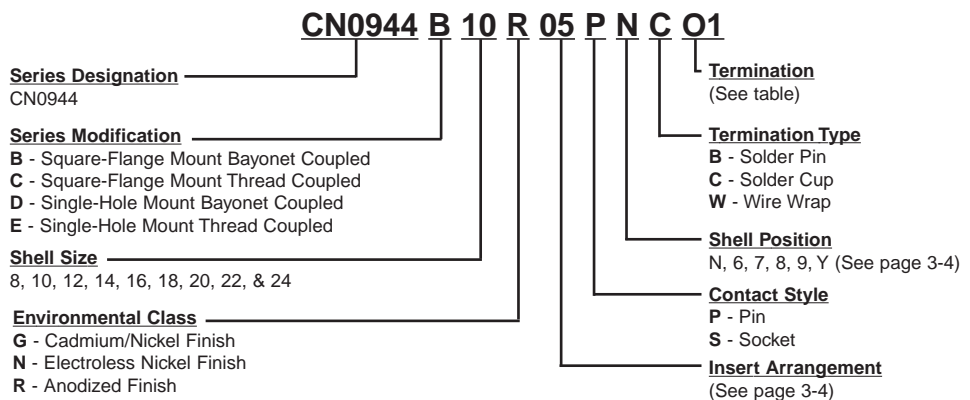 CN0944 B 10 R 05 P N C O1
Series Designation
CN0944
Series Modification
B - Square-Flange Mount Bayonet Coupled
C - Square-Flange Mount Thread Coupled
D - Single-Hole Mount Bayonet Coupled
E - Single-Hole Mount Thread Coupled
Shell Size
8, 10, 12, 14, 16, 18, 20, 22, & 24
Environmental Class
G - Cadmium/Nickel Finish
N - Electroless Nickel Finish
R - Anodized Finish
Termination
(See table)
Termination Type
B - Solder Pin
C - Solder Cup
W - Wire Wrap
Shell Position
N, 6, 7, 8, 9, Y (See page 3-4)
Contact Style
P - Pin
S - Socket
Insert Arrangement
(See page 3-4)